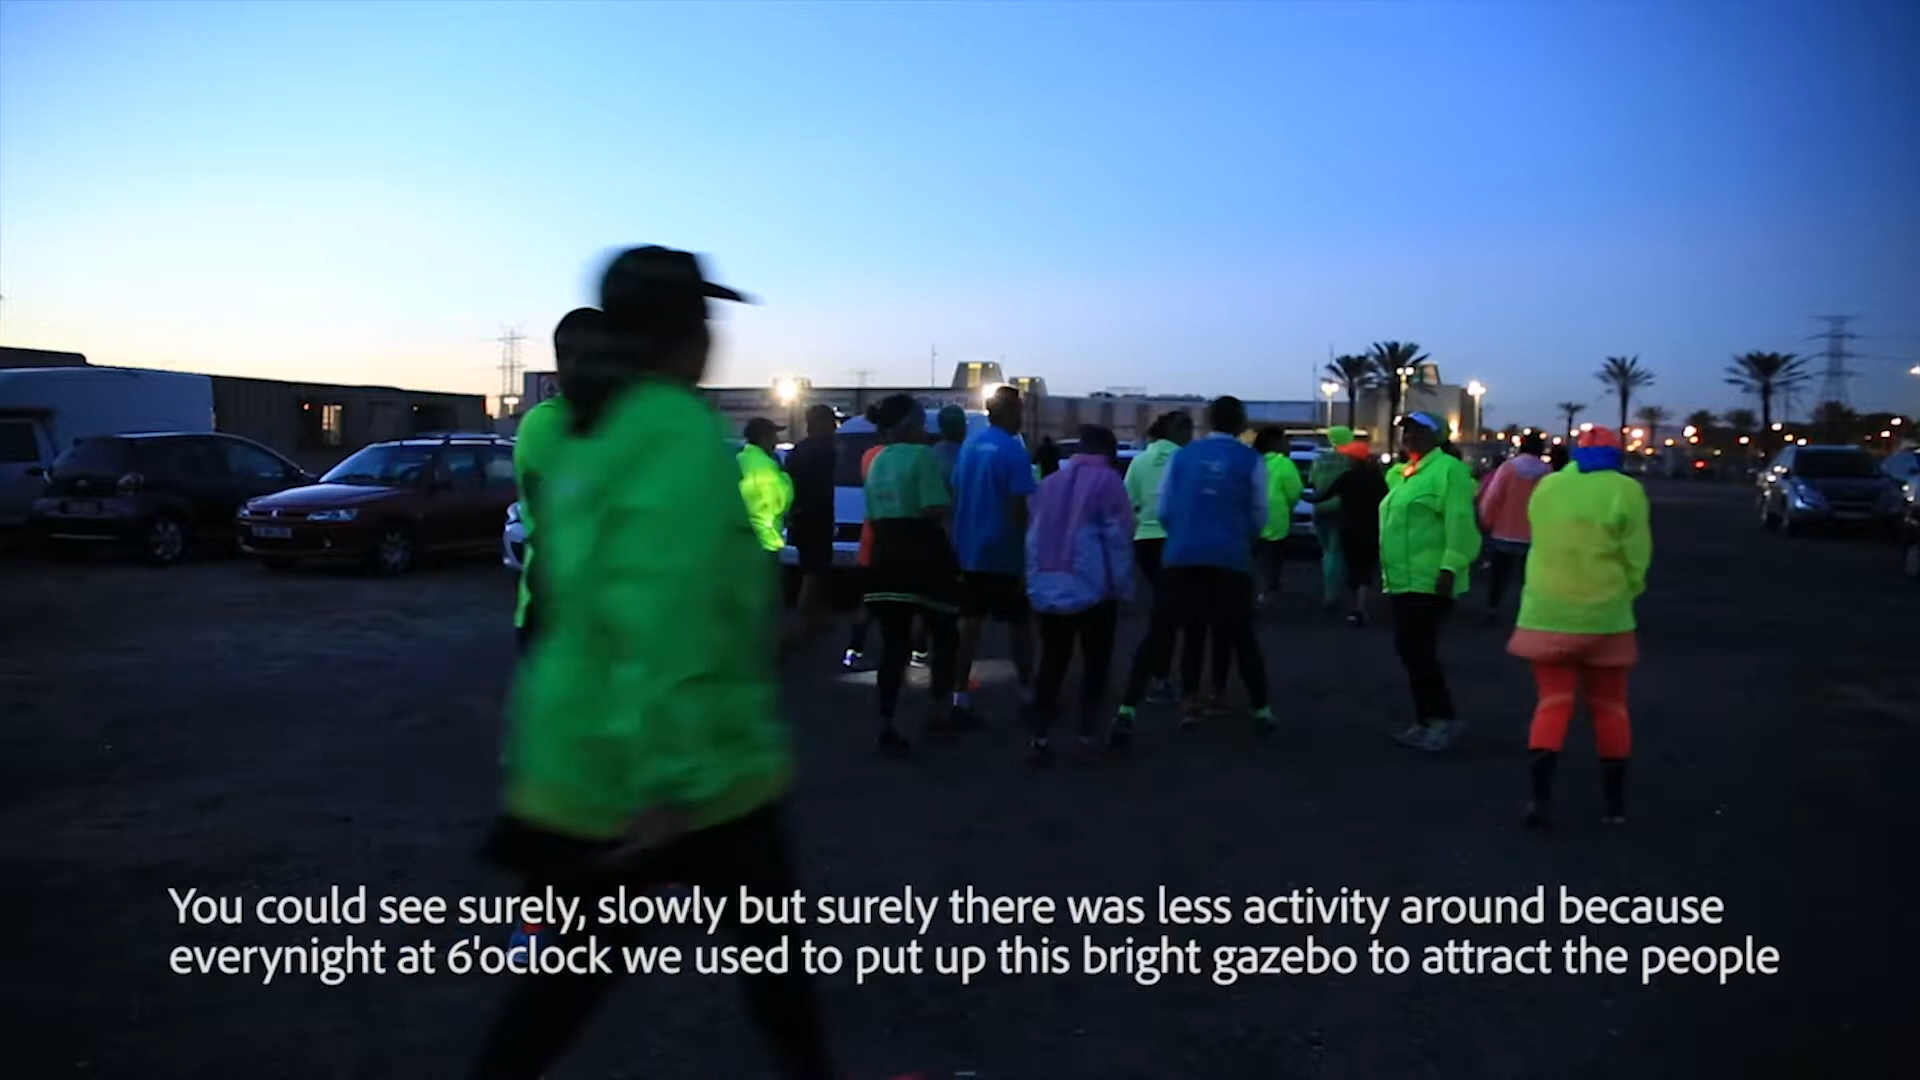 You could see surely, slowly but surely there was less activity around because
everynight at 6'oclock we used to put up this bright gazebo to attract the people